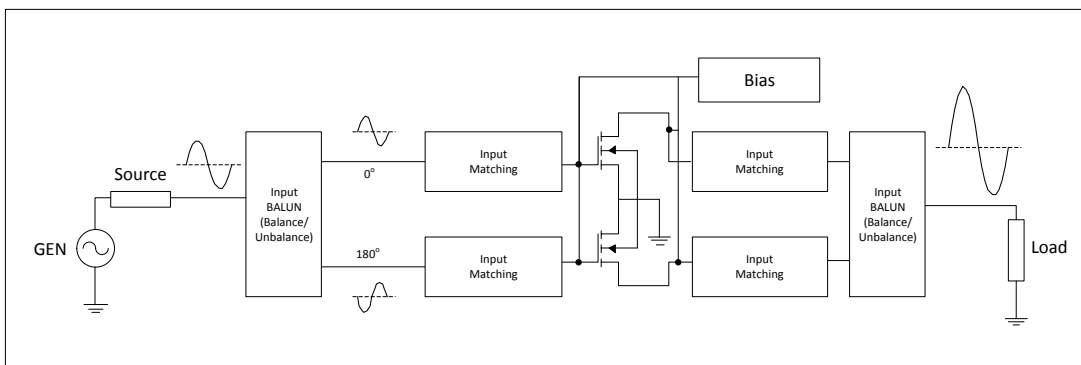 Bias
Source
GEN
Input
BALUN
(Balance/
Unbalance)
0°
180°
Input
Matching
Input
Matching
Input
Matching
Input
Matching
Input
BALUN
(Balance/
Unbalance)
Load